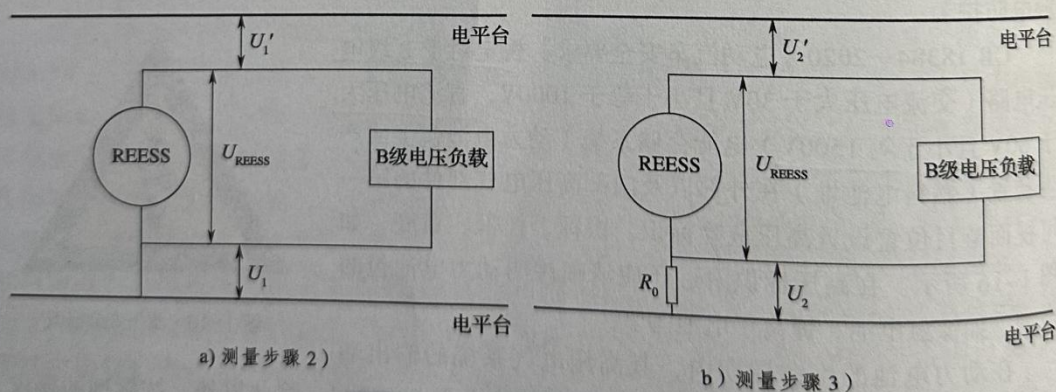 U₁′
电平台
REESS
U_REESS
B级电压负载
U₁
电平台
a) 测量步骤 2）
U₂′
电平台
REESS
U_REESS
B级电压负载
R₀
U₂
电平台
b）测量步骤 3）